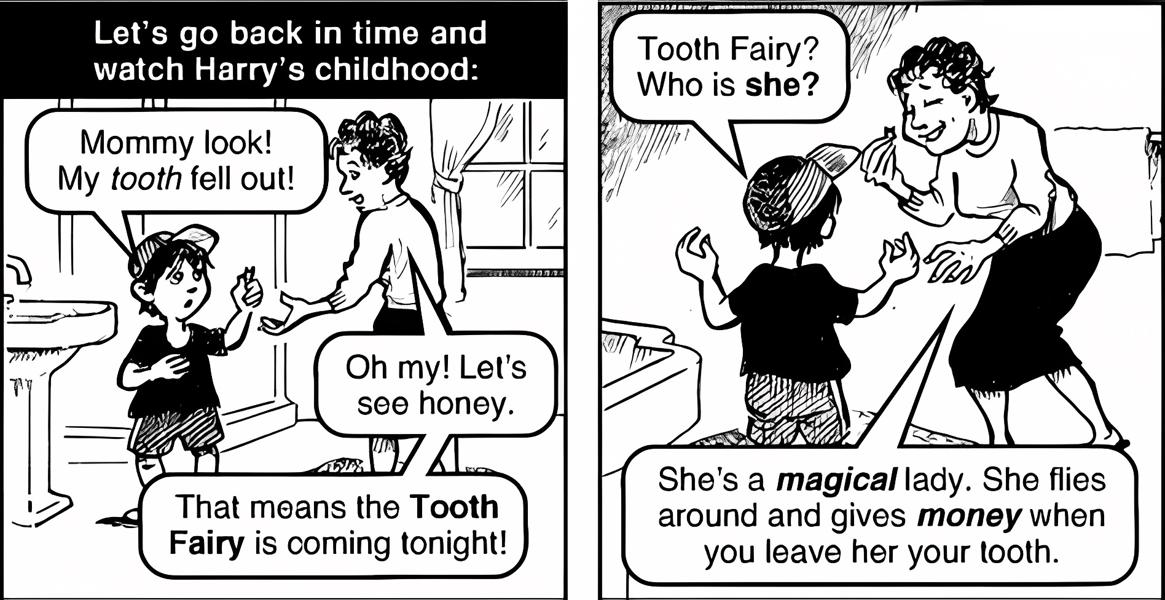 Let's go back in time and
watch Harry's childhood:
Mommy look!
My tooth fell out!
Oh my! Let's
see honey.
That means the Tooth
Fairy is coming tonight!
Tooth Fairy?
Who is she?
She's a magical lady. She flies
around and gives money when
you leave her your tooth.